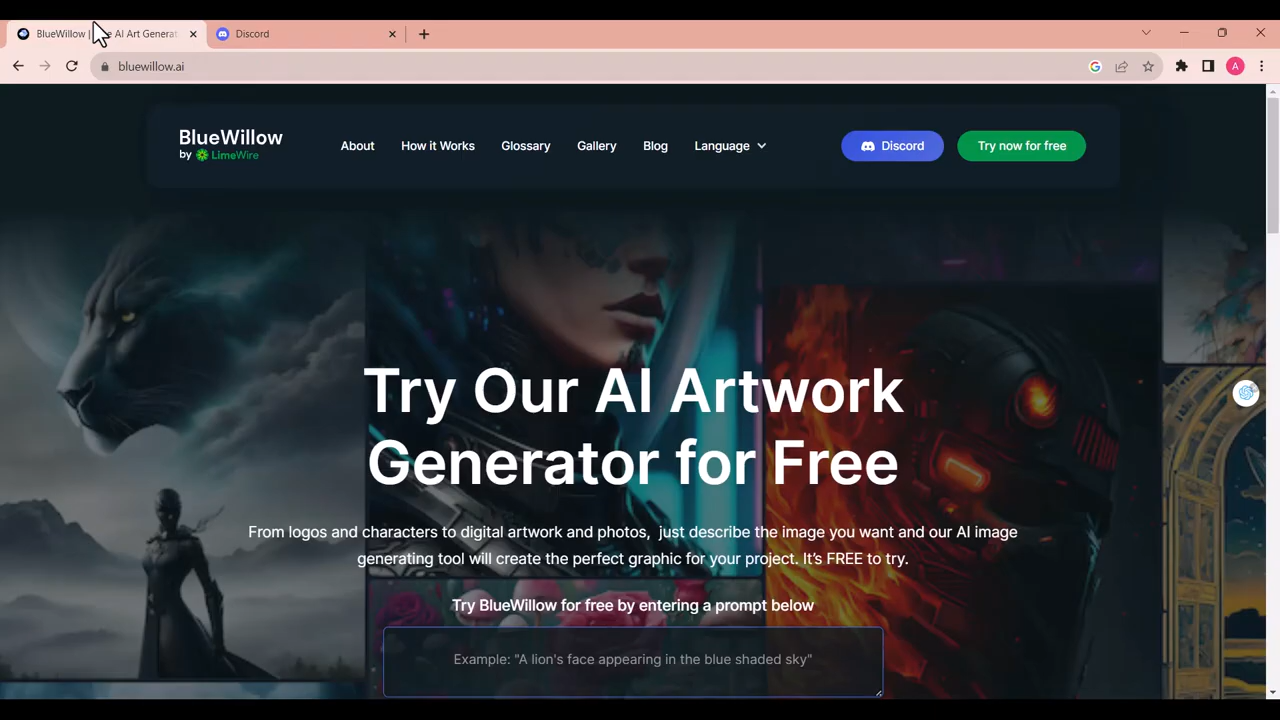 BlueWillow | e AI Art Generat
Discord
bluewillow.ai
A
BlueWillow
by LimeWire
About
How it Works
Glossary
Gallery
Blog
Language
Discord
Try now for free
Try Our AI Artwork
Generator for Free
From logos and characters to digital artwork and photos, just describe the image you want and our AI image
generating tool will create the perfect graphic for your project. It's FREE to try.
Try BlueWillow for free by entering a prompt below
Example: "A lion's face appearing in the blue shaded sky"